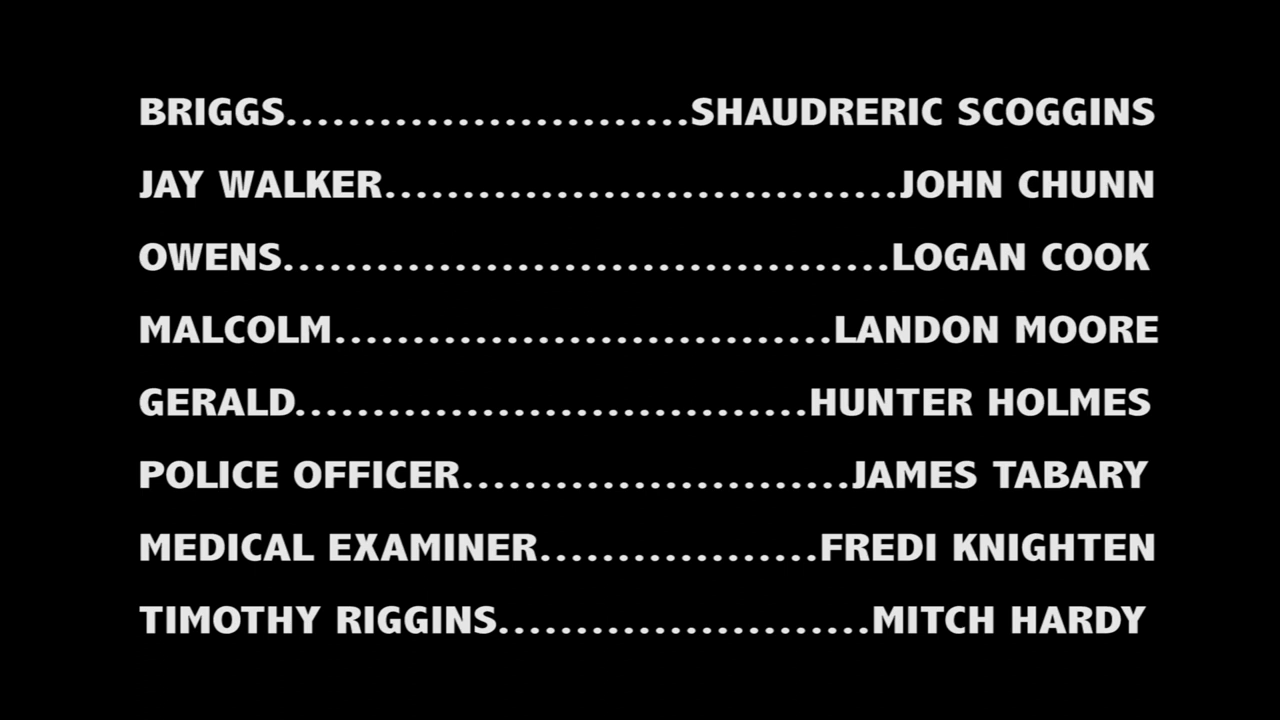 BRIGGS..........................SHAUDRERIC SCOGGINS
JAY WALKER.................................JOHN CHUNN
OWENS.......................................LOGAN COOK
MALCOLM................................LANDON MOORE
GERALD.................................HUNTER HOLMES
POLICE OFFICER.........................JAMES TABARY
MEDICAL EXAMINER..................FREDI KNIGHTEN
TIMOTHY RIGGINS........................MITCH HARDY